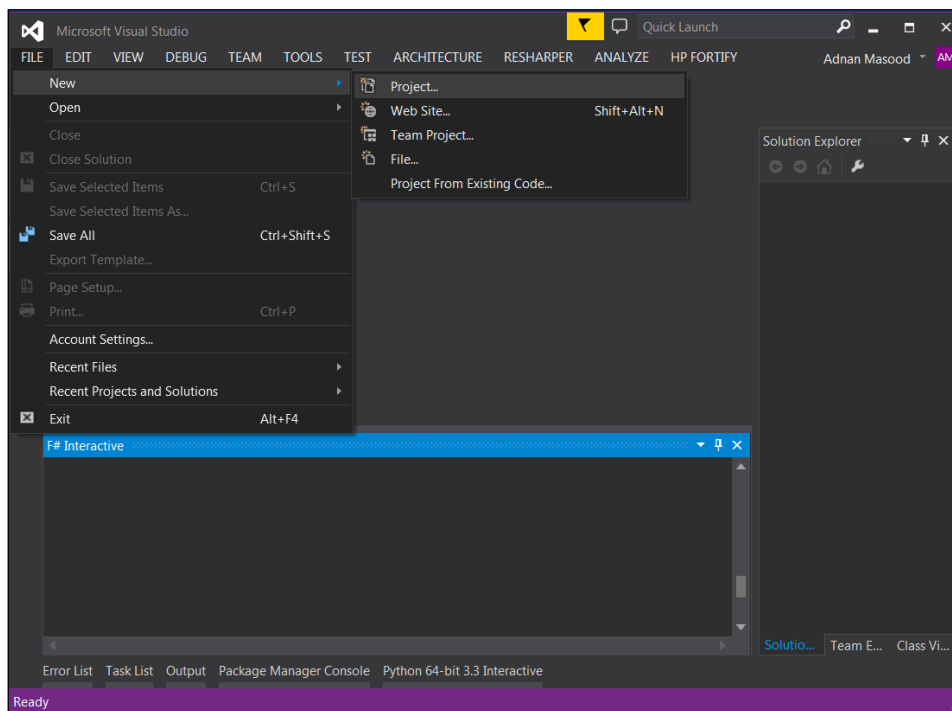 Microsoft Visual Studio
Quick Launch
FILE EDIT VIEW DEBUG TEAM TOOLS TEST ARCHITECTURE RESHARPER ANALYZE HP FORTIFY
Adnan Masood AM
New
Open
Close
Close Solution
Save Selected Items Ctrl+S
Save Selected Items As...
Save All Ctrl+Shift+S
Export Template...
Page Setup...
Print... Ctrl+P
Account Settings...
Recent Files
Recent Projects and Solutions
Exit Alt+F4
Project...
Web Site... Shift+Alt+N
Team Project...
File...
Project From Existing Code...
Solution Explorer
F# Interactive
Solutio... Team E... Class Vi...
Error List Task List Output Package Manager Console Python 64-bit 3.3 Interactive
Ready